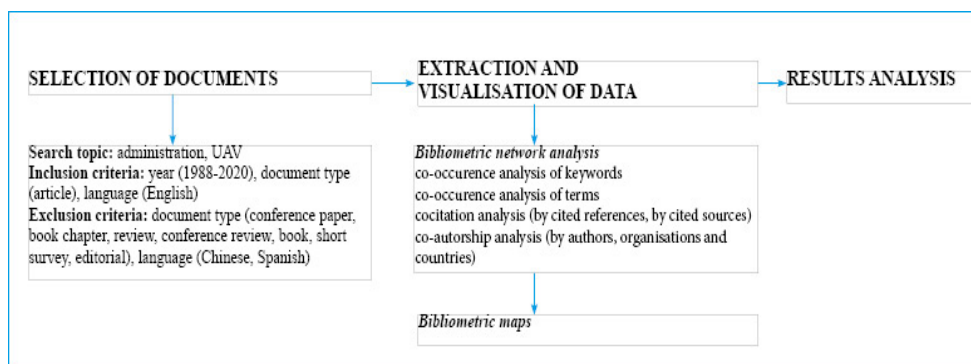 SELECTION OF DOCUMENTS
EXTRACTION AND
VISUALISATION OF DATA
RESULTS ANALYSIS
Search topic: administration, UAV
Inclusion criteria: year (1988-2020), document type
(article), language (English)
Exclusion criteria: document type (conference paper,
book chapter, review, conference review, book, short
survey, editorial), language (Chinese, Spanish)
Bibliometric network analysis
co-occurence analysis of keywords
co-occurence analysis of terms
cocitation analysis (by cited references, by cited sources)
co-autorship analysis (by authors, organisations and
countries)
Bibliometric maps